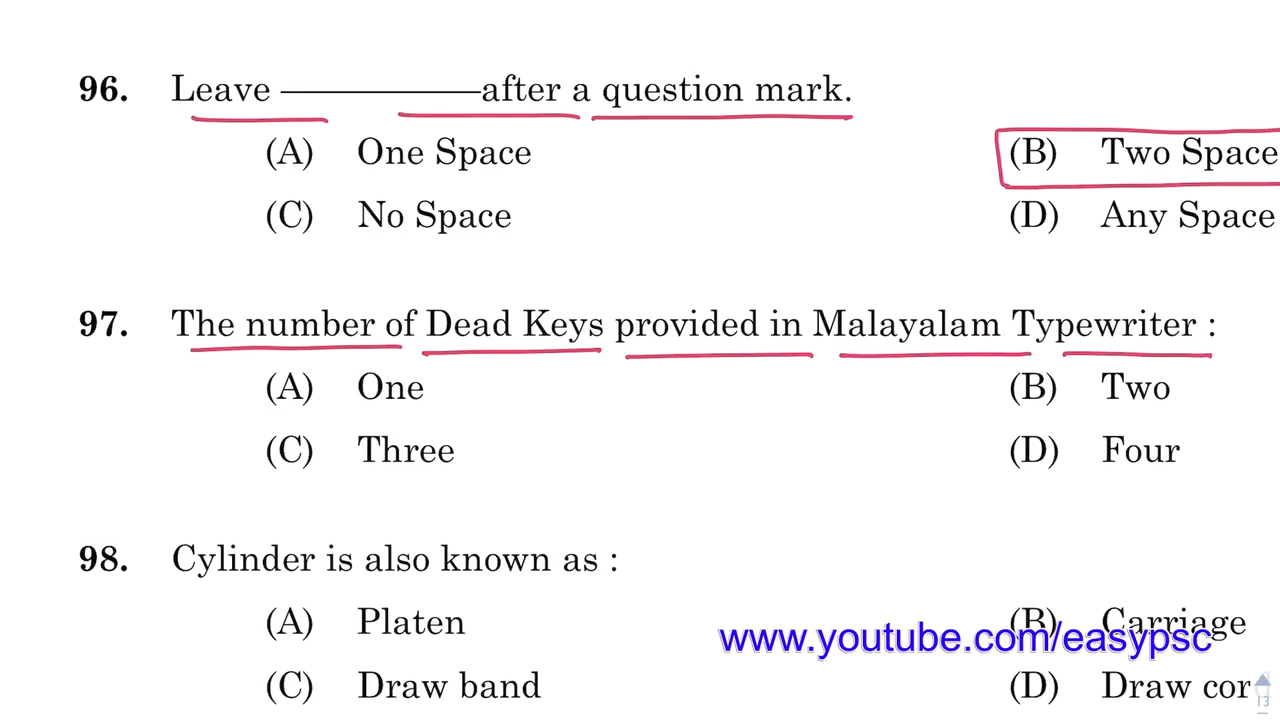 96. Leave ——————after a question mark.
(A) One Space (B) Two Space
(C) No Space (D) Any Space
97. The number of Dead Keys provided in Malayalam Typewriter :
(A) One (B) Two
(C) Three (D) Four
98. Cylinder is also known as :
(A) Platen (B) Carriage
www.youtube.com/easypsc
(C) Draw band (D) Draw cor
13